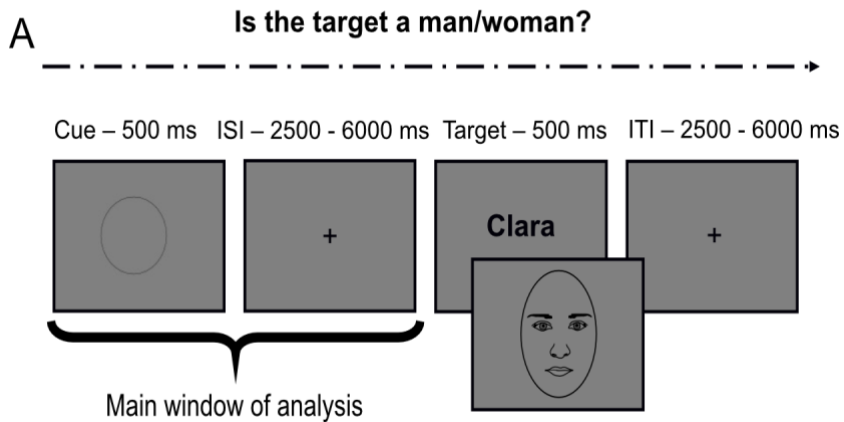 A
Is the target a man/woman?
Cue – 500 ms
ISI – 2500 - 6000 ms
Target – 500 ms
ITI – 2500 - 6000 ms
+
Clara
+
Main window of analysis